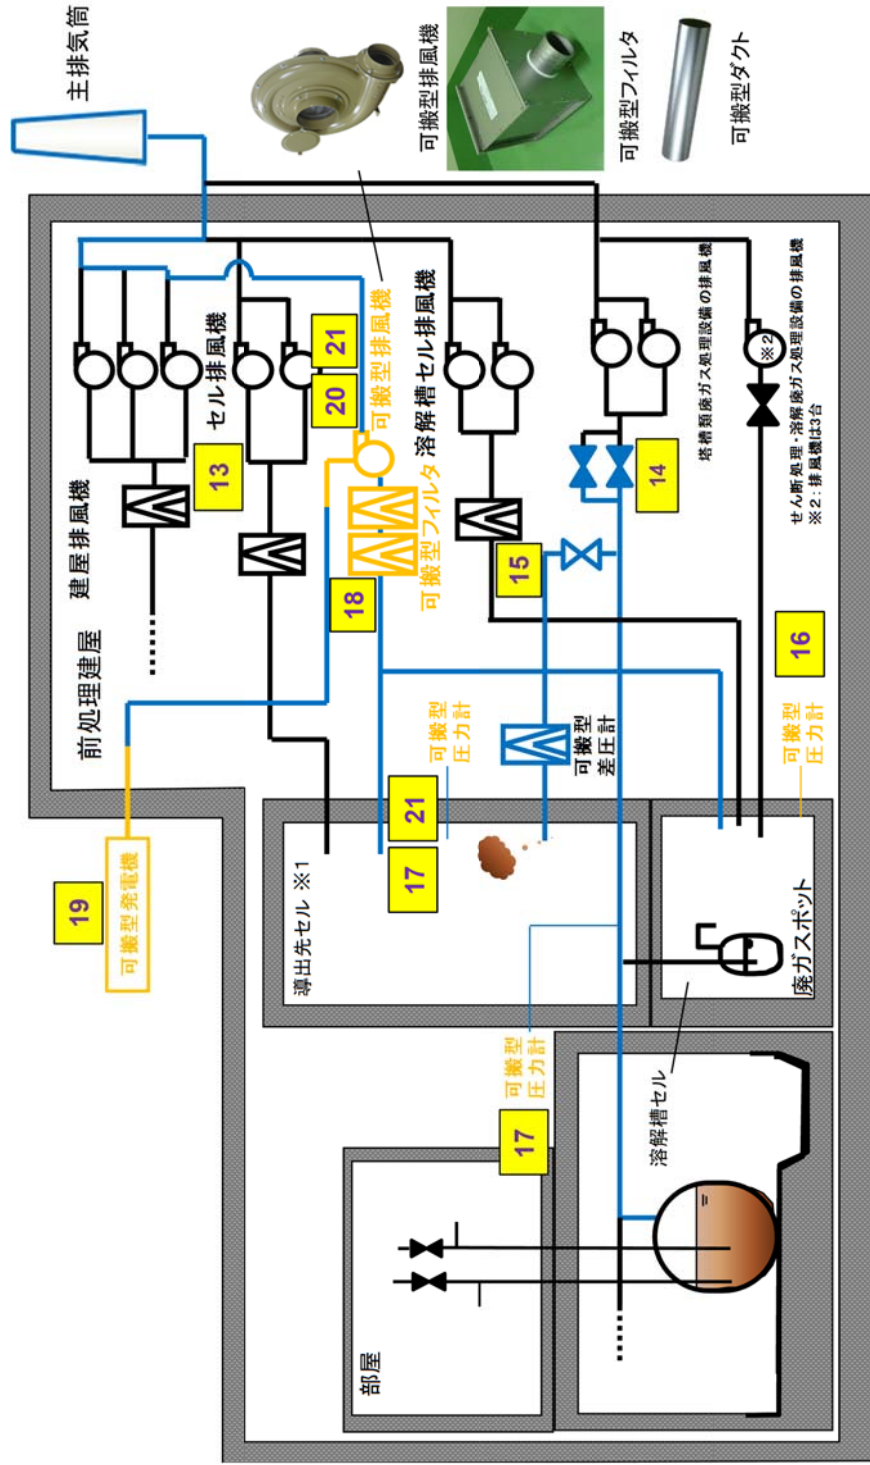 主排気筒
可搬型排風機
可搬型フィルタ
可搬型ダクト
前処理建屋
建屋排風機
13
セル排風機
20
21
可搬型排風機
18
可搬型フィルタ
溶解槽セル排風機
15
14
塔槽類廃ガス処理設備の排風機
※2
せん断処理・溶解廃ガス処理設備の排風機
※2：排風機は3台
16
19
可搬型発電機
導出先セル ※1
17
21
可搬型
圧力計
可搬型
差圧計
可搬型
圧力計
廃ガスポット
部屋
17
可搬型
圧力計
溶解槽セル